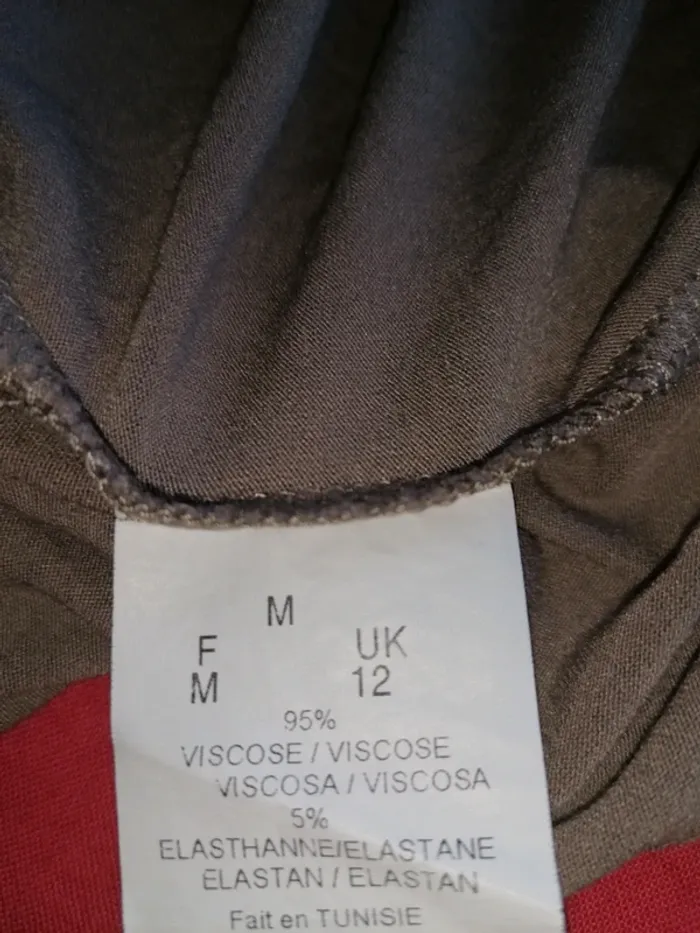 M
F UK
M 12
95%
VISCOSE / VISCOSE
VISCOSA / VISCOSA
5%
ELASTHANNE/ELASTANE
ELASTAN / ELASTAN
Fait en TUNISIE